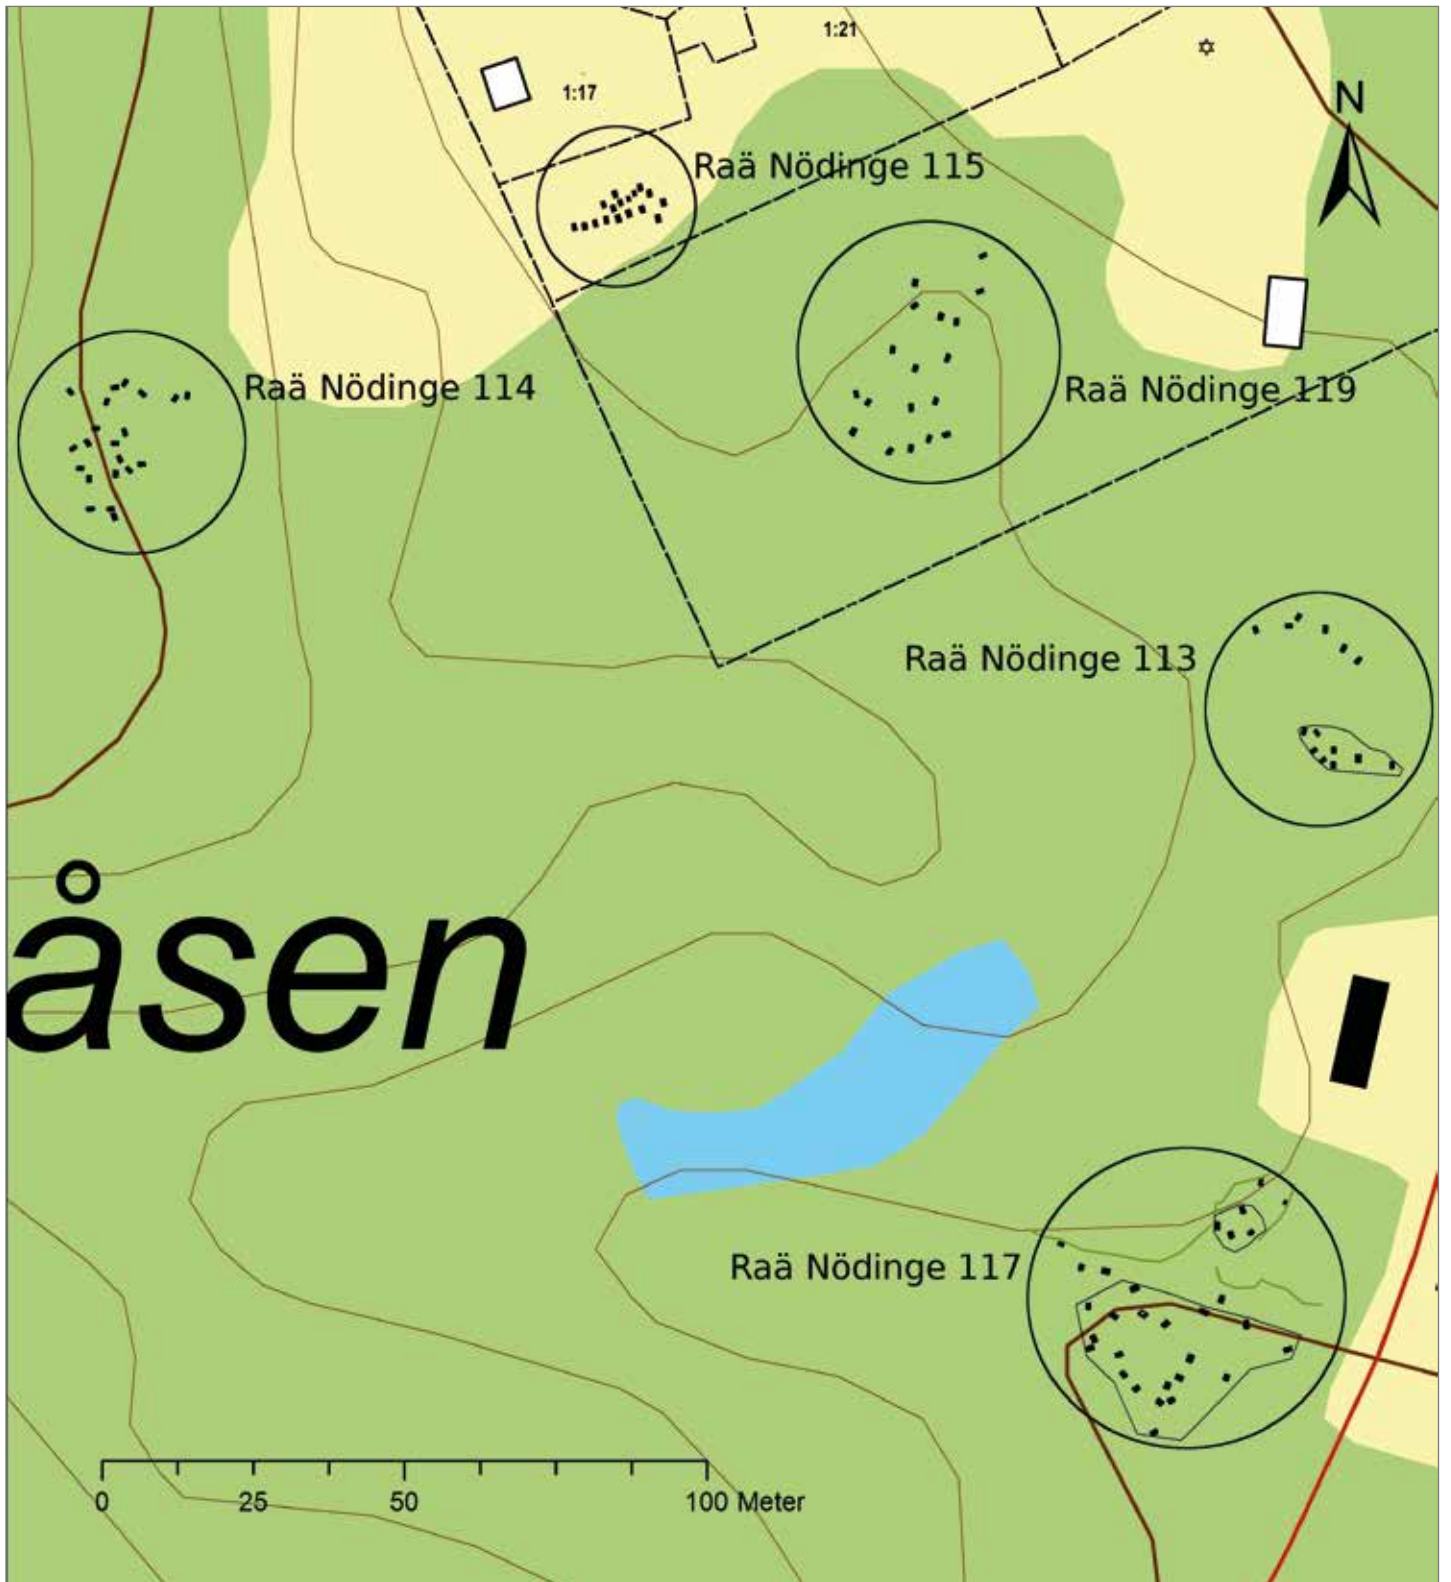 1:21
1:17
N
Raä Nödinge 115
Raä Nödinge 114
Raä Nödinge 119
Raä Nödinge 113
åsen
Raä Nödinge 117
0 25 50 100 Meter